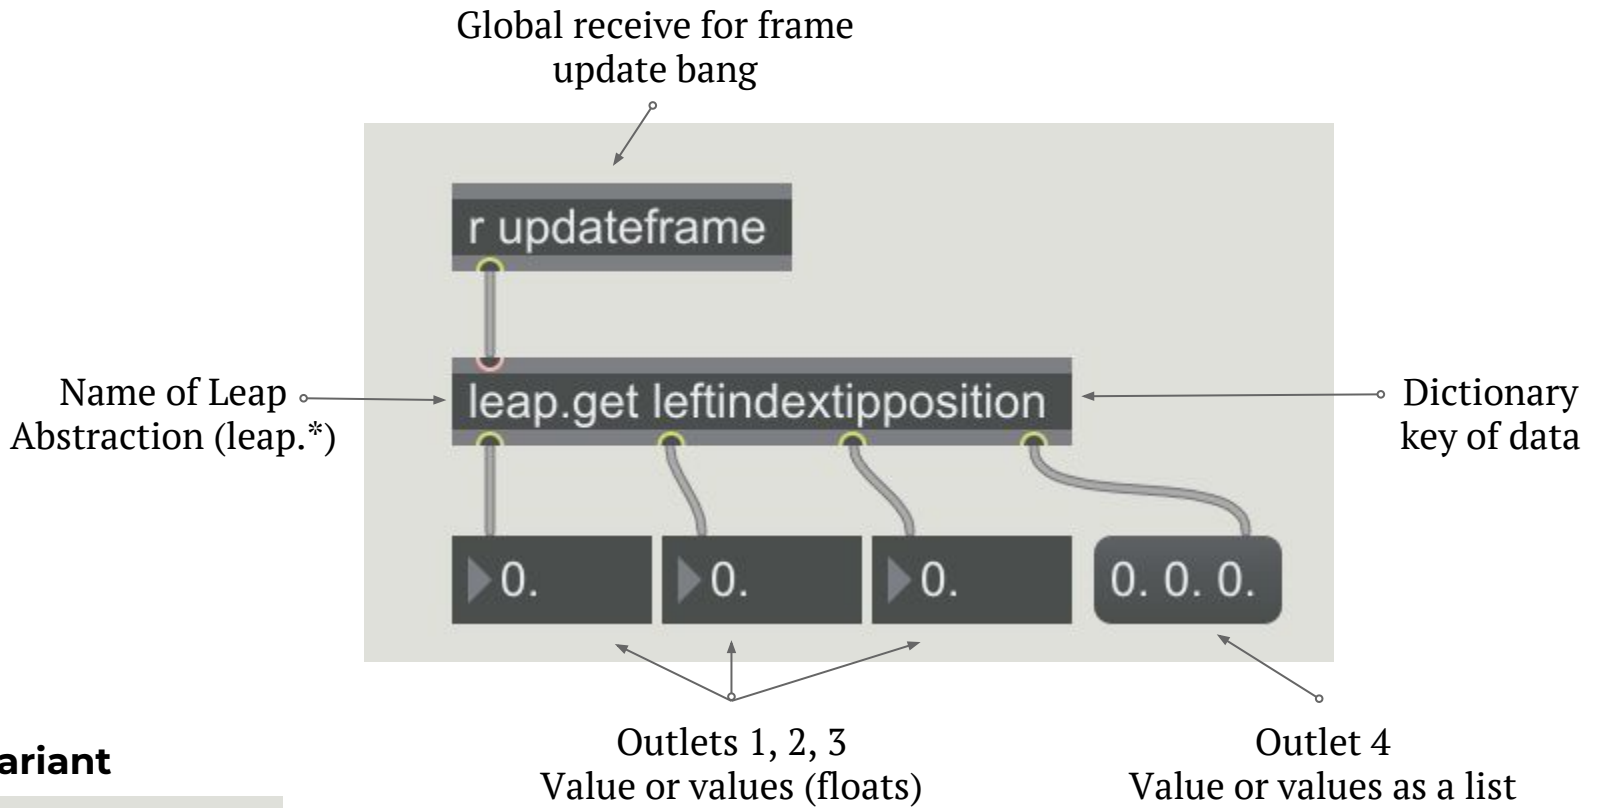 Global receive for frame
update bang
r updateframe
Name of Leap
Abstraction (leap.*)
leap.get leftindextipposition
Dictionary
key of data
0.
0.
0.
0. 0. 0.
Outlets 1, 2, 3
Value or values (floats)
Outlet 4
Value or values as a list